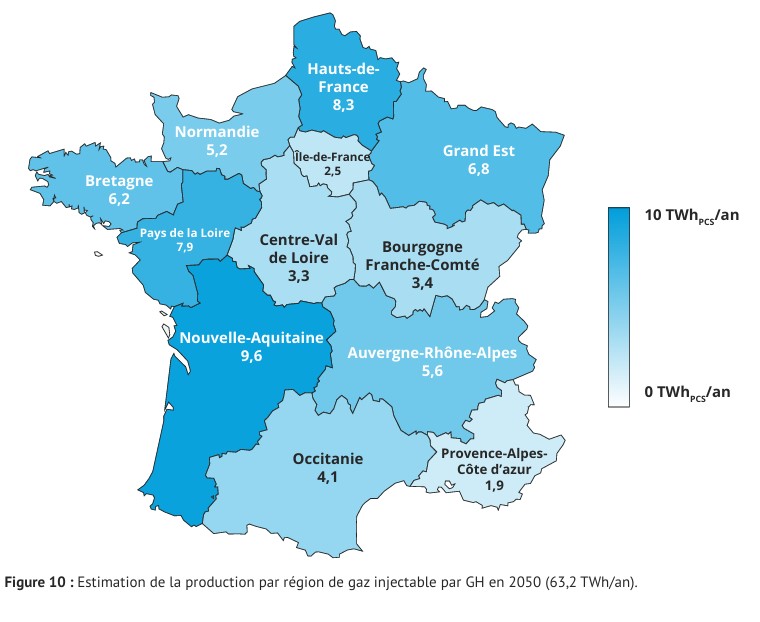 Hauts-de-
France
8,3
Normandie
5,2
Île-de-France
2,5
Grand Est
6,8
Bretagne
6,2
Pays de la Loire
7,9
Centre-Val
de Loire
3,3
Bourgogne
Franche-Comté
3,4
10 TWhPCS/an
Nouvelle-Aquitaine
9,6
Auvergne-Rhône-Alpes
5,6
0 TWhPCS/an
Occitanie
4,1
Provence-Alpes-
Côte d'azur
1,9
Figure 10 : Estimation de la production par région de gaz injectable par GH en 2050 (63,2 TWh/an).